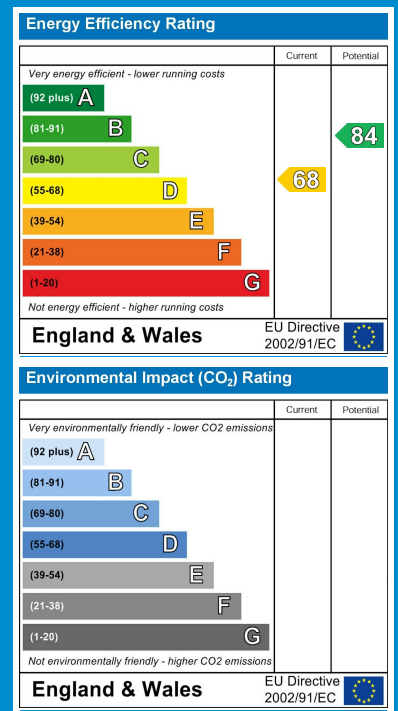 Energy Efficiency Rating
Current Potential
Very energy efficient - lower running costs
(92 plus) A
(81-91) B
84
(69-80) C
68
(55-68) D
(39-54) E
(21-38) F
(1-20) G
Not energy efficient - higher running costs
England & Wales
EU Directive
2002/91/EC
Environmental Impact (CO₂) Rating
Current Potential
Very environmentally friendly - lower CO2 emissions
(92 plus) A
(81-91) B
(69-80) C
(55-68) D
(39-54) E
(21-38) F
(1-20) G
Not environmentally friendly - higher CO2 emissions
England & Wales
EU Directive
2002/91/EC